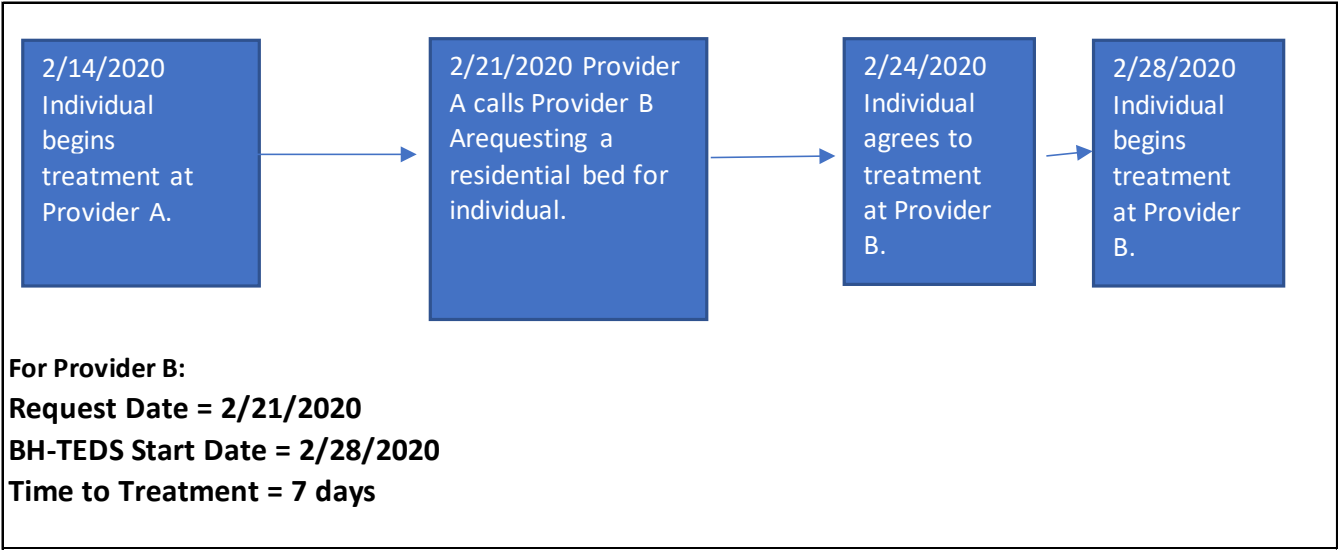 2/14/2020
Individual
begins
treatment at
Provider A.
2/21/2020 Provider
A calls Provider B
Arequesting a
residential bed for
individual.
2/24/2020
Individual
agrees to
treatment
at Provider
B.
2/28/2020
Individual
begins
treatment
at Provider
B.
For Provider B:
Request Date = 2/21/2020
BH-TEDS Start Date = 2/28/2020
Time to Treatment = 7 days